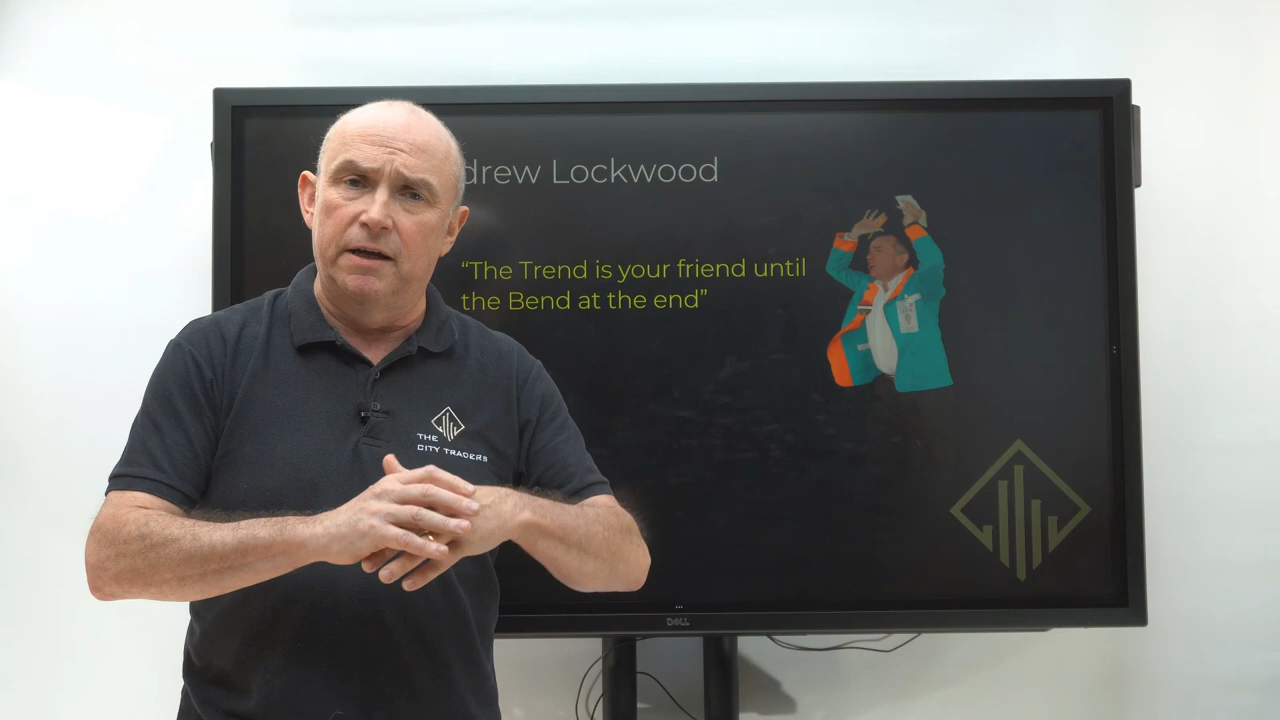 drew Lockwood
“The Trend is your friend until
the Bend at the end”
THE
CITY TRADERS
DELL